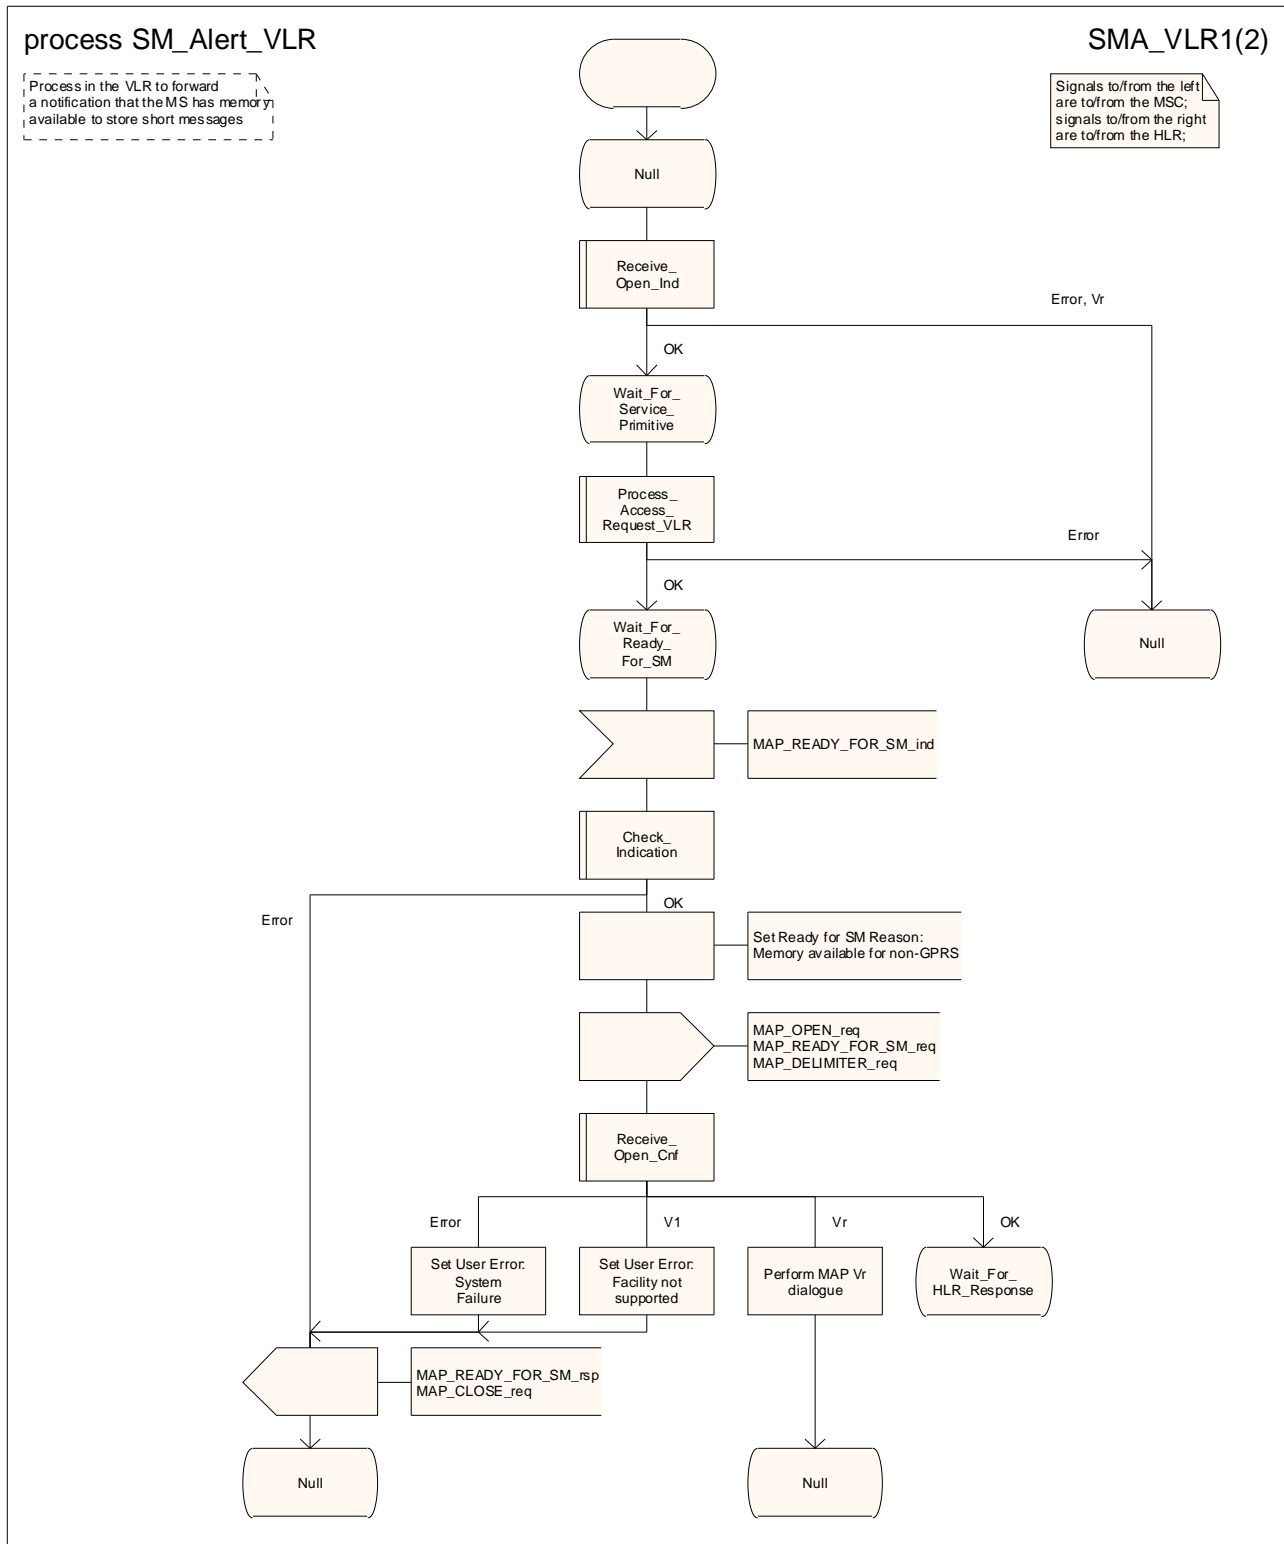 process SM_Alert_VLR
SMA_VLR1(2)
Process in the VLR to forward
a notification that the MS has memory
available to store short messages
Signals to/from the left
are to/from the MSC;
signals to/from the right
are to/from the HLR;
Null
Receive_
Open_Ind
Error, Vr
OK
Wait_For_
Service_
Primitive
Process_
Access_
Request_VLR
Error
OK
Wait_For_
Ready_
For_SM
Null
MAP_READY_FOR_SM_ind
Check_
Indication
Error
OK
Set Ready for SM Reason:
Memory available for non-GPRS
MAP_OPEN_req
MAP_READY_FOR_SM_req
MAP_DELIMITER_req
Receive_
Open_Cnf
Error
V1
Vr
OK
Set User Error:
System
Failure
Set User Error:
Facility not
supported
Perform MAP Vr
dialogue
Wait_For_
HLR_Response
MAP_READY_FOR_SM_rsp
MAP_CLOSE_req
Null
Null